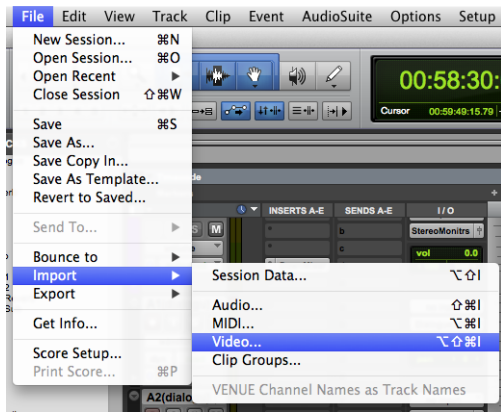 File Edit View Track Clip Event AudioSuite Options Setup
New Session... ⌘N
Open Session... ⌘O
Open Recent ▶
Close Session ⇧⌘W
Save ⌘S
Save As...
Save Copy In...
Save As Template...
Revert to Saved...
Send To... ▶
Bounce to ▶
Import ▶
Export ▶
Get Info...
Score Setup...
Print Score... ⌘P
00:58:30:
Cursor 00:59:49:15.79
INSERTS A-E SENDS A-E I / O
S M
b
StereoMonitrs
c
vol 0.0
Session Data... ⌥⇧I
Audio... ⇧⌘I
MIDI... ⌥⌘I
Video... ⌥⇧⌘I
Clip Groups...
VENUE Channel Names as Track Names
A2(dialo